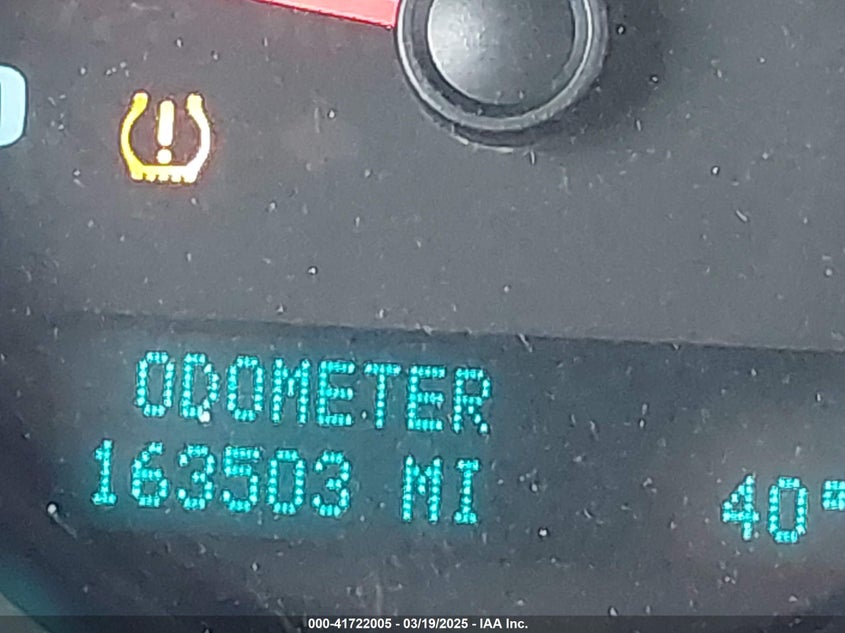 ODOMETER
163503 MI
40°
000-41722005 - 03/19/2025 - IAA Inc.